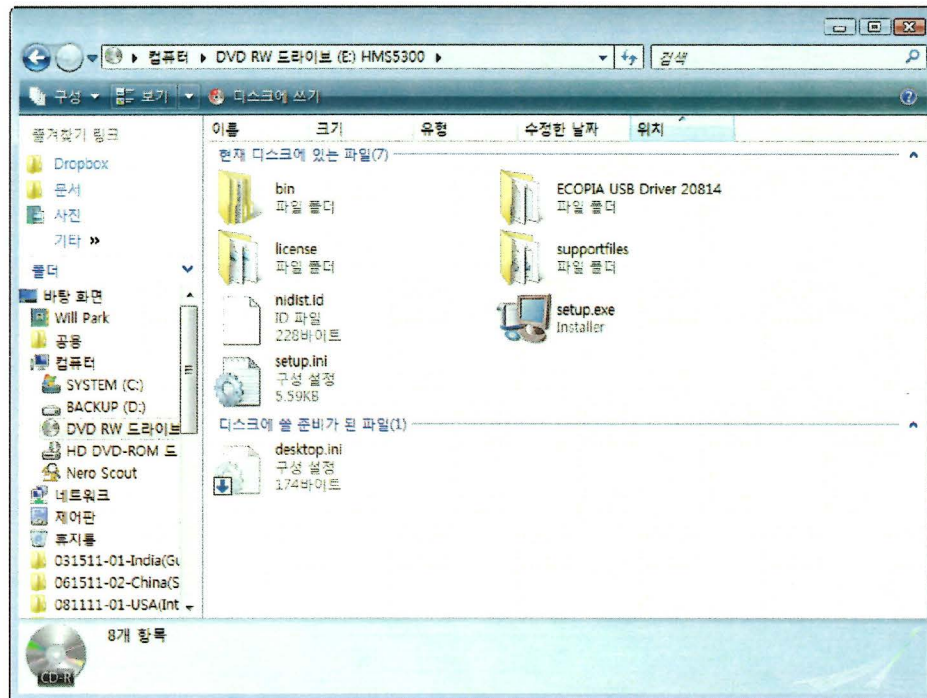 컴퓨터 ▸ DVD RW 드라이브 (E:) HMS5300 ▸
검색
구성 보기 디스크에 쓰기
즐겨찾기 링크
Dropbox
문서
사진
기타 »
폴더
바탕 화면
Will Park
공용
컴퓨터
SYSTEM (C:)
BACKUP (D:)
DVD RW 드라이브
HD DVD-ROM 드
Nero Scout
네트워크
제어판
휴지통
031511-01-India(Gu
061511-02-China(S
081111-01-USA(Int
이름 크기 유형 수정한 날짜 위치
현재 디스크에 있는 파일(7)
bin
파일 폴더
ECOPIA USB Driver 20814
파일 폴더
license
파일 폴더
supportfiles
파일 폴더
nidist.id
ID 파일
228바이트
setup.exe
Installer
setup.ini
구성 설정
5.59KB
디스크에 쓸 준비가 된 파일(1)
desktop.ini
구성 설정
174바이트
8개 항목
CD-R